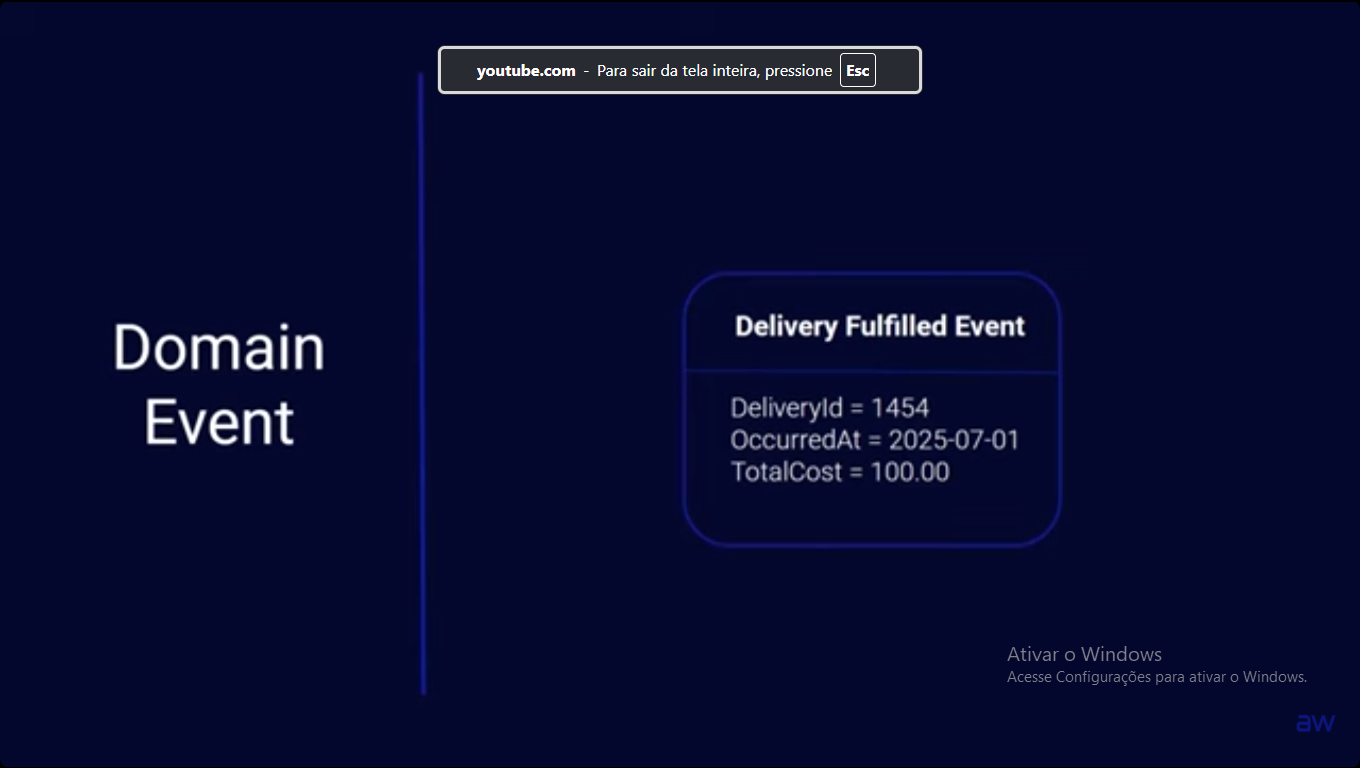 youtube.com - Para sair da tela inteira, pressione Esc
Domain
Event
Delivery Fulfilled Event
DeliveryId = 1454
OccurredAt = 2025-07-01
TotalCost = 100.00
Ativar o Windows
Acesse Configurações para ativar o Windows.
aw